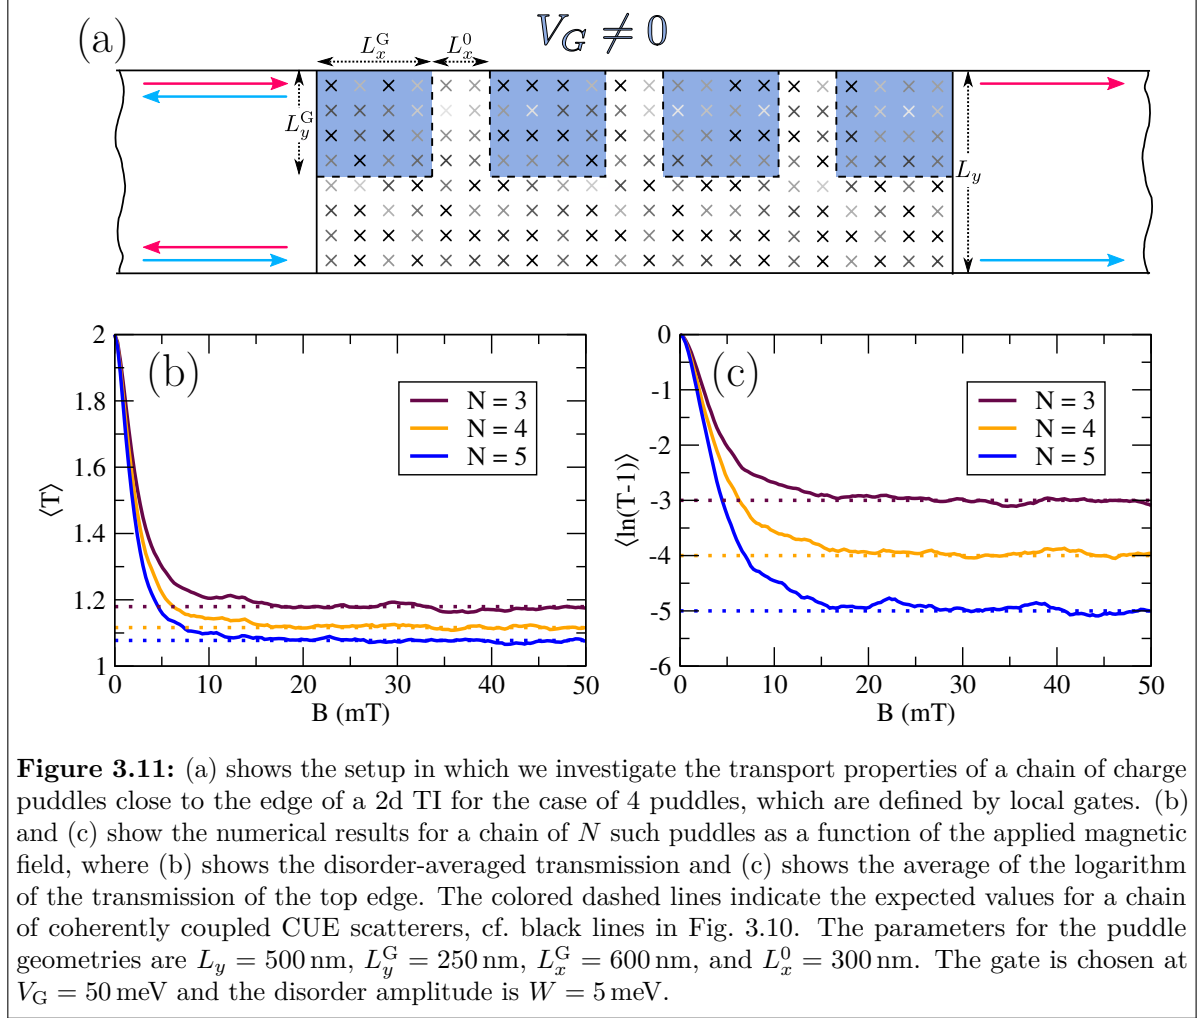 (a)
V_G ≠ 0
L_x^G
L_x^0
L_y^G
L_y
(b)
2
1.8
1.6
1.4
1.2
1
⟨T⟩
N = 3
N = 4
N = 5
0
10
20
30
40
50
B (mT)
(c)
0
-1
-2
-3
-4
-5
-6
⟨ln(T-1)⟩
N = 3
N = 4
N = 5
0
10
20
30
40
50
B (mT)
Figure 3.11: (a) shows the setup in which we investigate the transport properties of a chain of charge
puddles close to the edge of a 2d TI for the case of 4 puddles, which are defined by local gates. (b)
and (c) show the numerical results for a chain of N such puddles as a function of the applied magnetic
field, where (b) shows the disorder-averaged transmission and (c) shows the average of the logarithm
of the transmission of the top edge. The colored dashed lines indicate the expected values for a chain
of coherently coupled CUE scatterers, cf. black lines in Fig. 3.10. The parameters for the puddle
geometries are L_y = 500 nm, L_y^G = 250 nm, L_x^G = 600 nm, and L_x^0 = 300 nm. The gate is chosen at
V_G = 50 meV and the disorder amplitude is W = 5 meV.